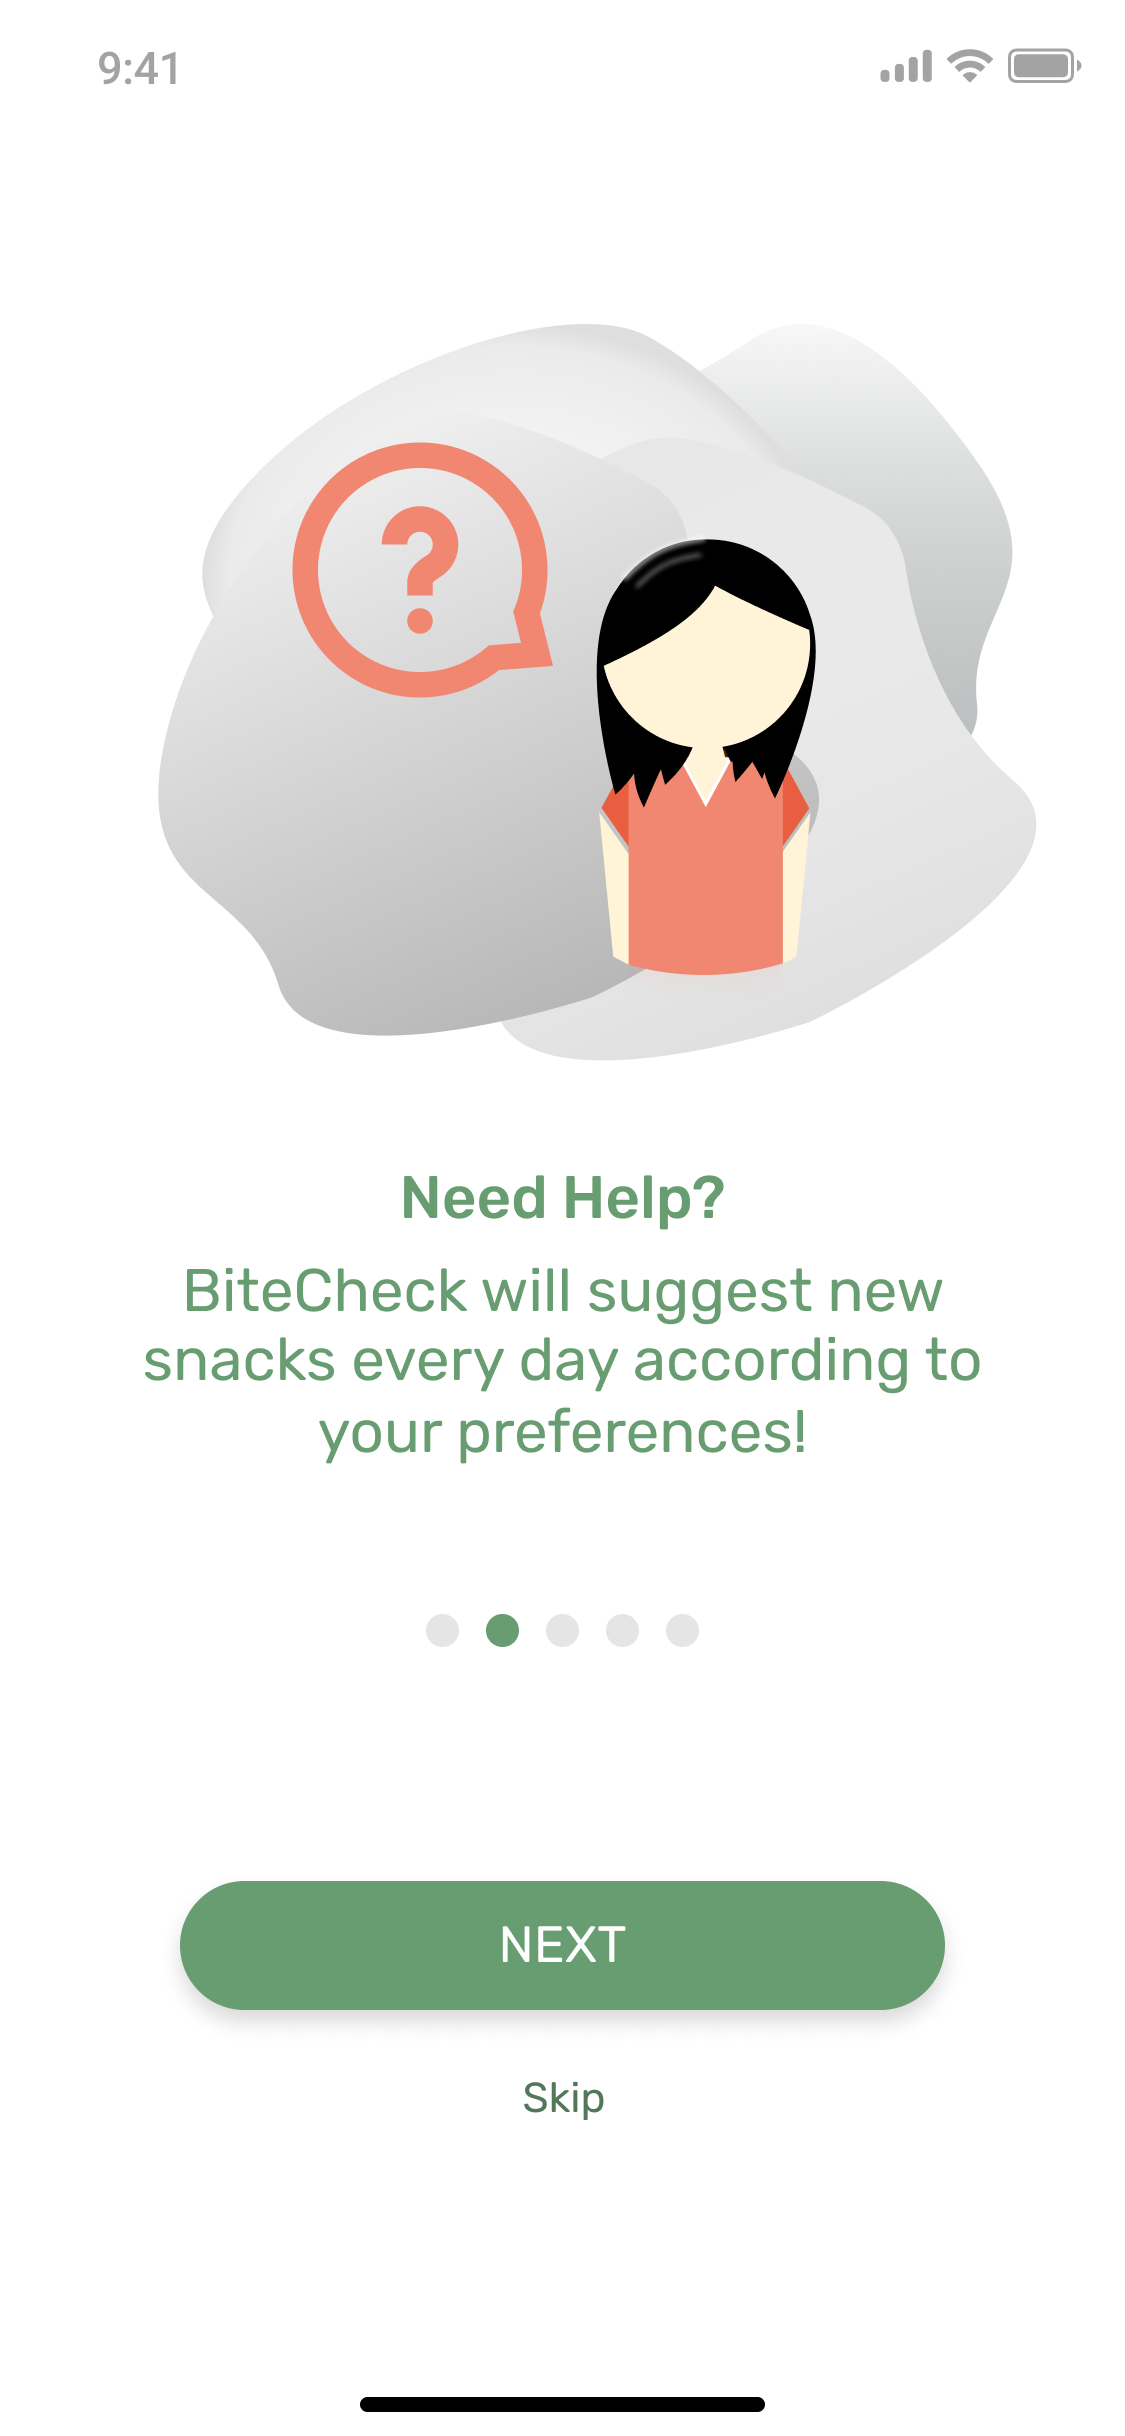 9:41
?
Need Help?
BiteCheck will suggest new
snacks every day according to
your preferences!
NEXT
Skip